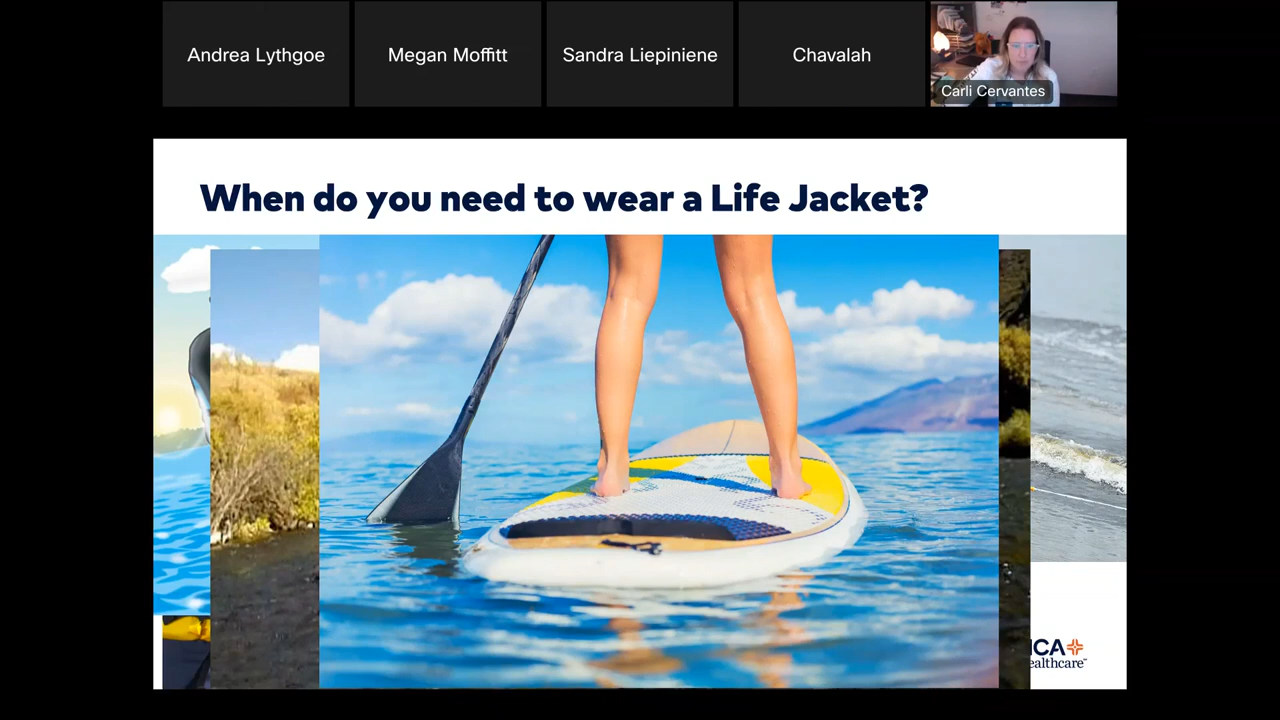 Andrea Lythgoe
Megan Moffitt
Sandra Liepiniene
Chavalah
Carli Cervantes
When do you need to wear a Life Jacket?